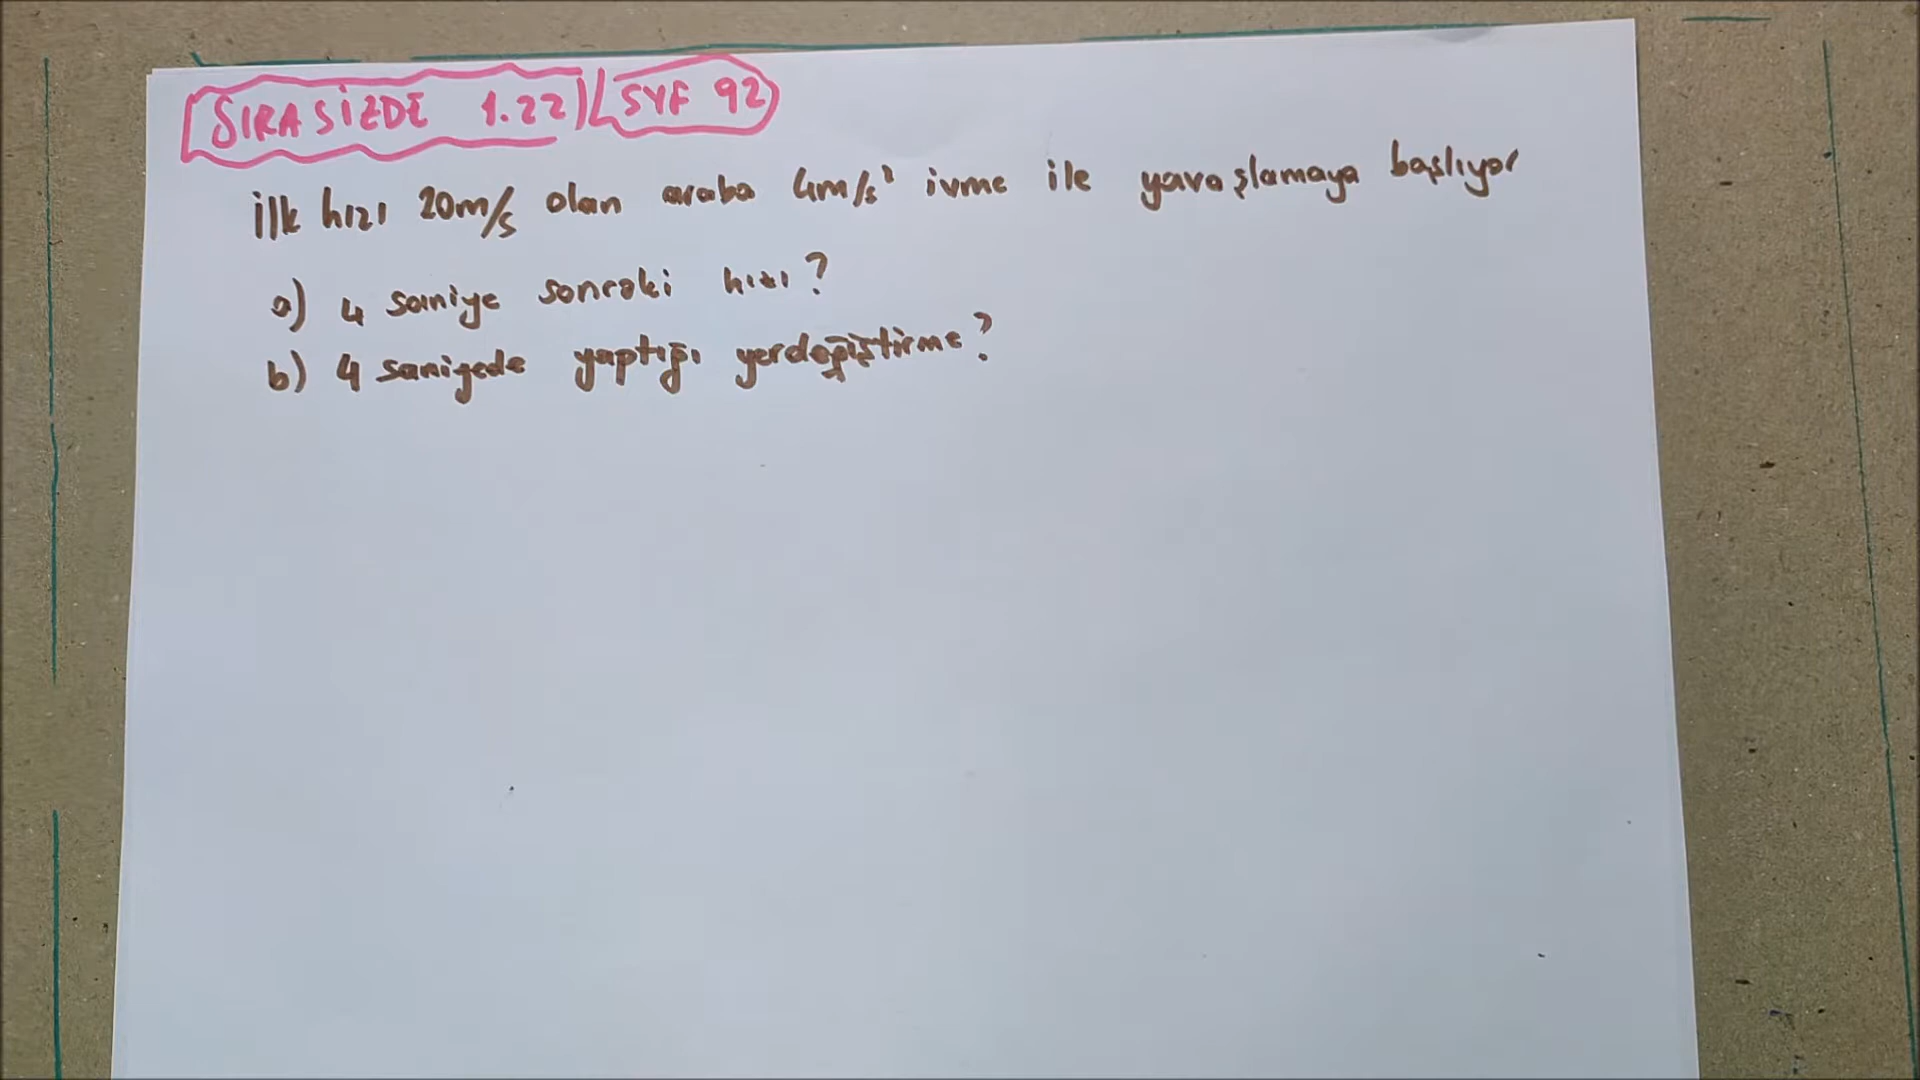 SIRA SİZDE 1.22 SYF 92
ilk hızı 20m/s olan araba 4m/s² ivme ile yavaşlamaya başlıyor
a) 4 saniye sonraki hızı?
b) 4 saniyede yaptığı yerdeğiştirme?